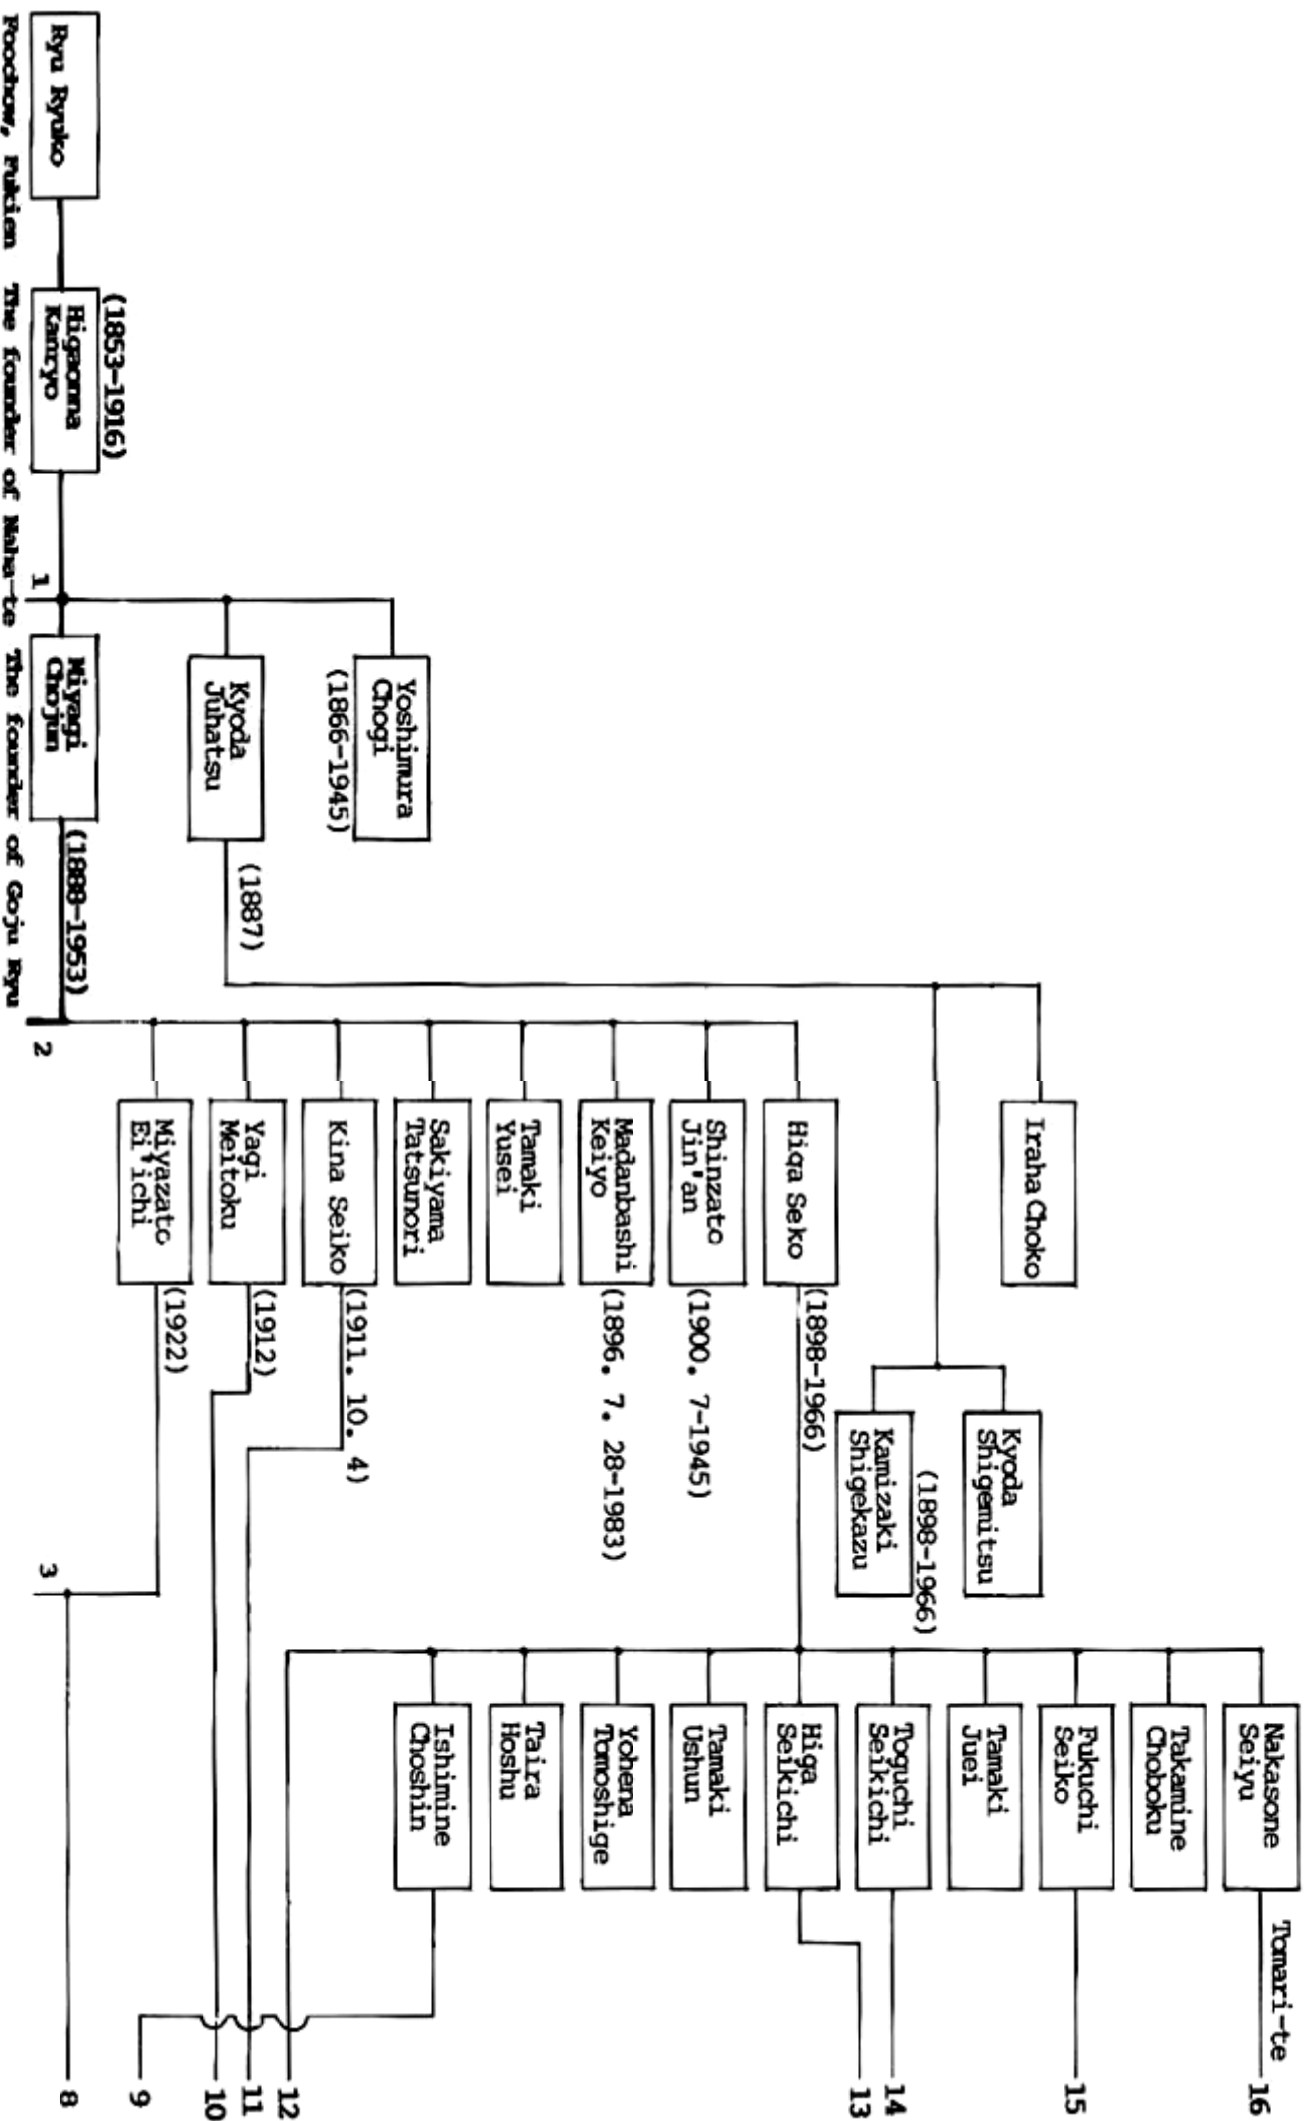 Tomari-te
16
15
14
13
12
11
10
9
8
Nakasone
Seiyu
Takamine
Choboku
Fukuchi
Seiko
Tamaki
Juei
Toguchi
Seikichi
Higa
Seikichi
Tamaki
Ushun
Yohena
Tomoshige
Taira
Hoshu
Ishimine
Choshin
Iraha Choko
Kyoda
Shigemitsu
(1898-1966)
Kamizaki
Shigekazu
Higa Seko
(1898-1966)
Shinzato
Jin'an
(1900. 7-1945)
Madanbashi
Keiyo
(1896. 7. 28-1983)
Tamaki
Yusei
Sakiyama
Tatsunori
Kina Seiko
(1911. 10. 4)
Yagi
Meitoku
(1912)
Miyazato
Ei'ichi
(1922)
3
2
Yoshimura
Chogi
(1866-1945)
Kyoda
Juhatsu
(1887)
1
Miyagi
Chojun
(1888-1953)
(1853-1916)
Higaonna
Kanryo
Ryu Ryuko
Foochow, Fukien The founder of Naha-te The founder of Goju Ryu